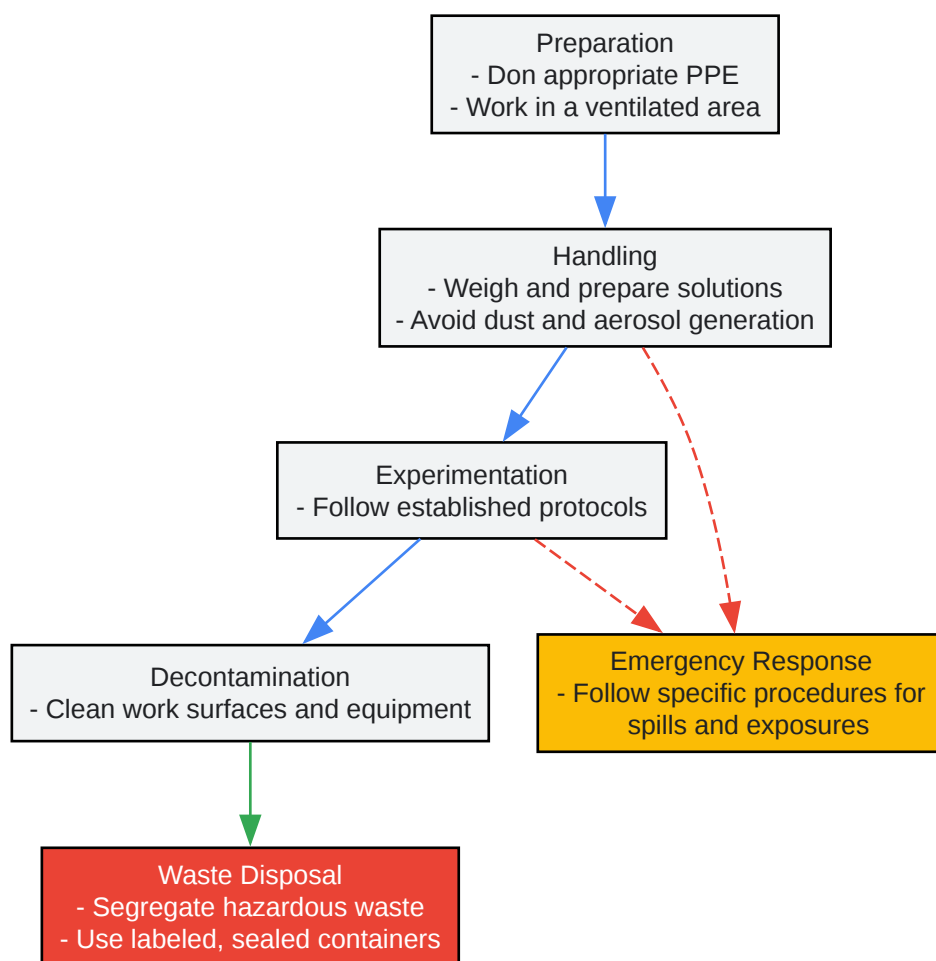 Preparation
- Don appropriate PPE
- Work in a ventilated area
Handling
- Weigh and prepare solutions
- Avoid dust and aerosol generation
Experimentation
- Follow established protocols
Decontamination
- Clean work surfaces and equipment
Emergency Response
- Follow specific procedures for
spills and exposures
Waste Disposal
- Segregate hazardous waste
- Use labeled, sealed containers